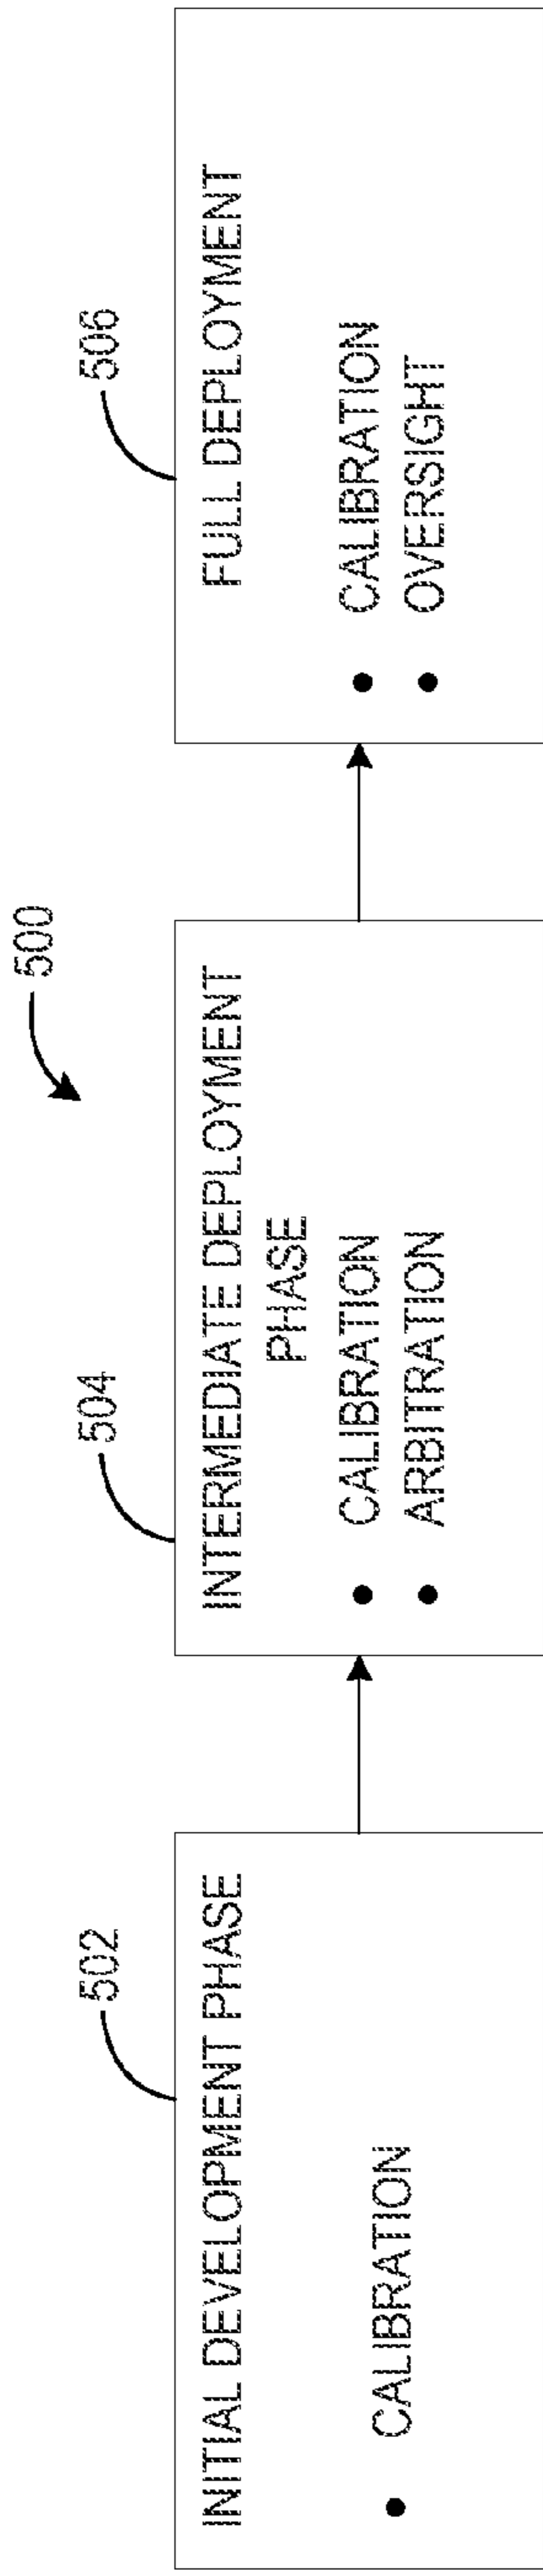 500
502
INITIAL DEVELOPMENT PHASE
• CALIBRATION
504
INTERMEDIATE DEPLOYMENT
PHASE
• CALIBRATION
• ARBITRATION
506
FULL DEPLOYMENT
• CALIBRATION
• OVERSIGHT